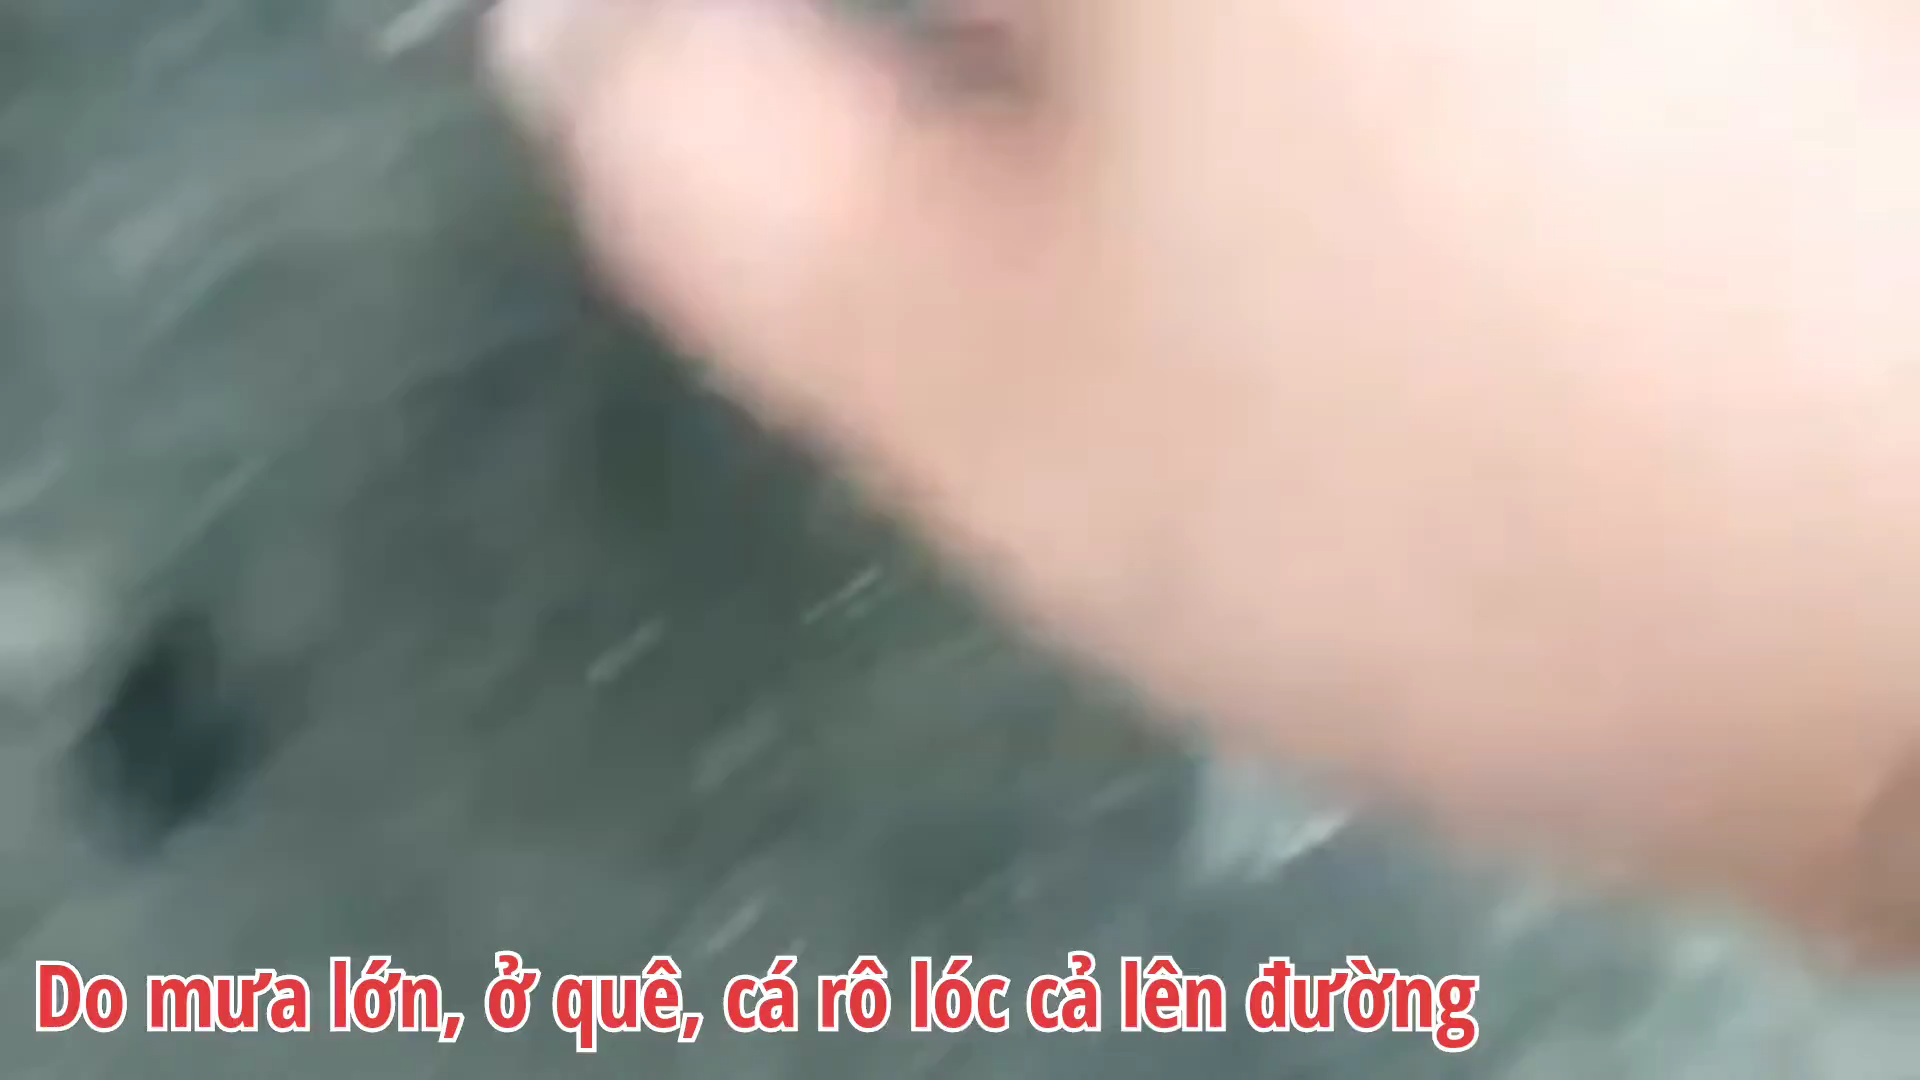 Do mưa lớn, ở quê, cá rô lóc cả lên đường